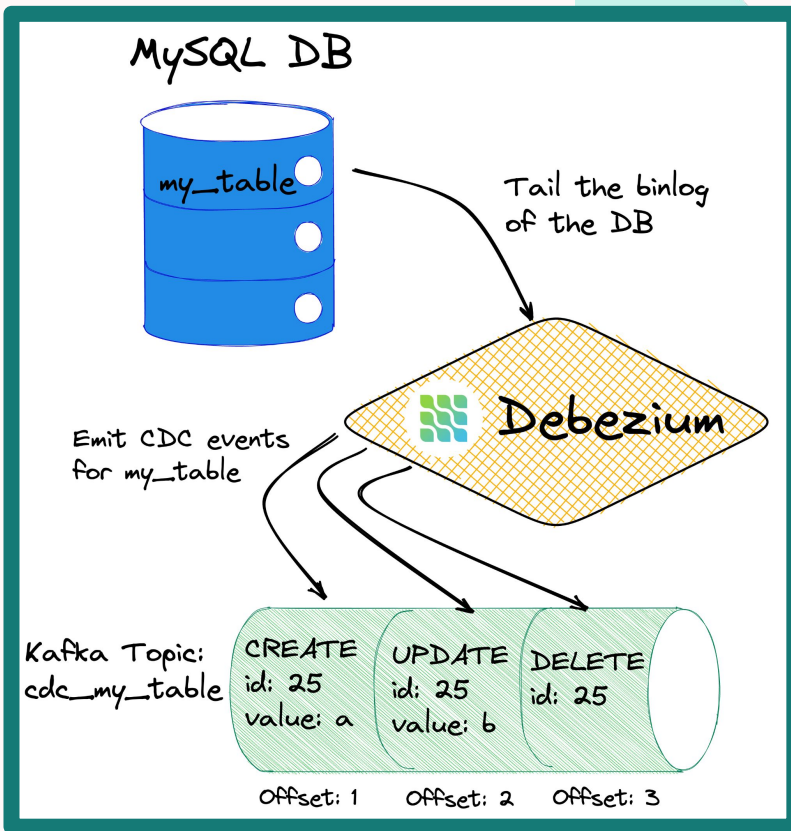 MySQL DB
my_table
Tail the binlog
of the DB
Debezium
Emit CDC events
for my_table
Kafka Topic:
cdc_my_table
CREATE
id: 25
value: a
UPDATE
id: 25
value: b
DELETE
id: 25
Offset: 1
Offset: 2
Offset: 3